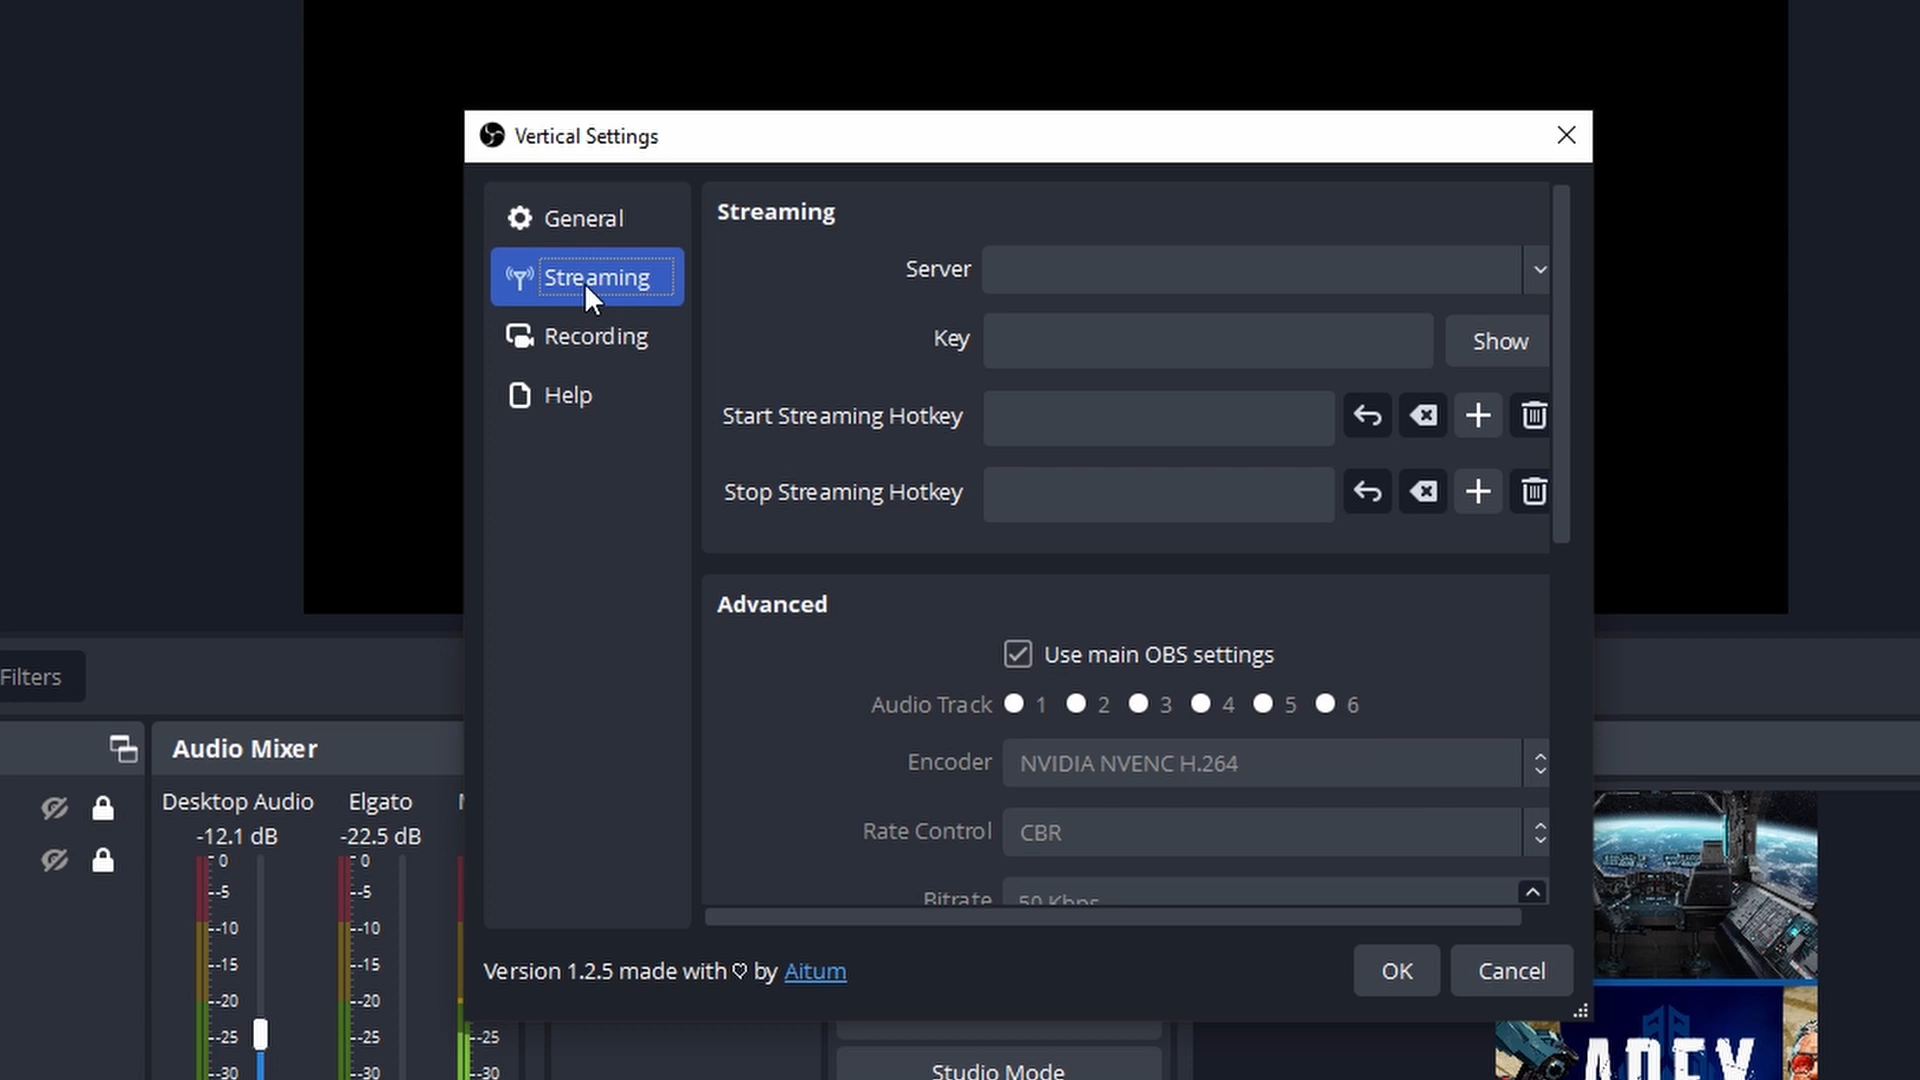 Vertical Settings
General
Streaming
Recording
Help
Streaming
Server
Key
Show
Start Streaming Hotkey
Stop Streaming Hotkey
Advanced
Use main OBS settings
Audio Track 1 2 3 4 5 6
Encoder NVIDIA NVENC H.264
Rate Control CBR
Bitrate 50 Kbps
Version 1.2.5 made with ♡ by Aitum
OK
Cancel
Filters
Audio Mixer
Desktop Audio
Elgato
-12.1 dB
-22.5 dB
0
-5
-10
-15
-20
-25
-30
0
-5
-10
-15
-20
-25
-30
-25
-30
Studio Mode
APEX